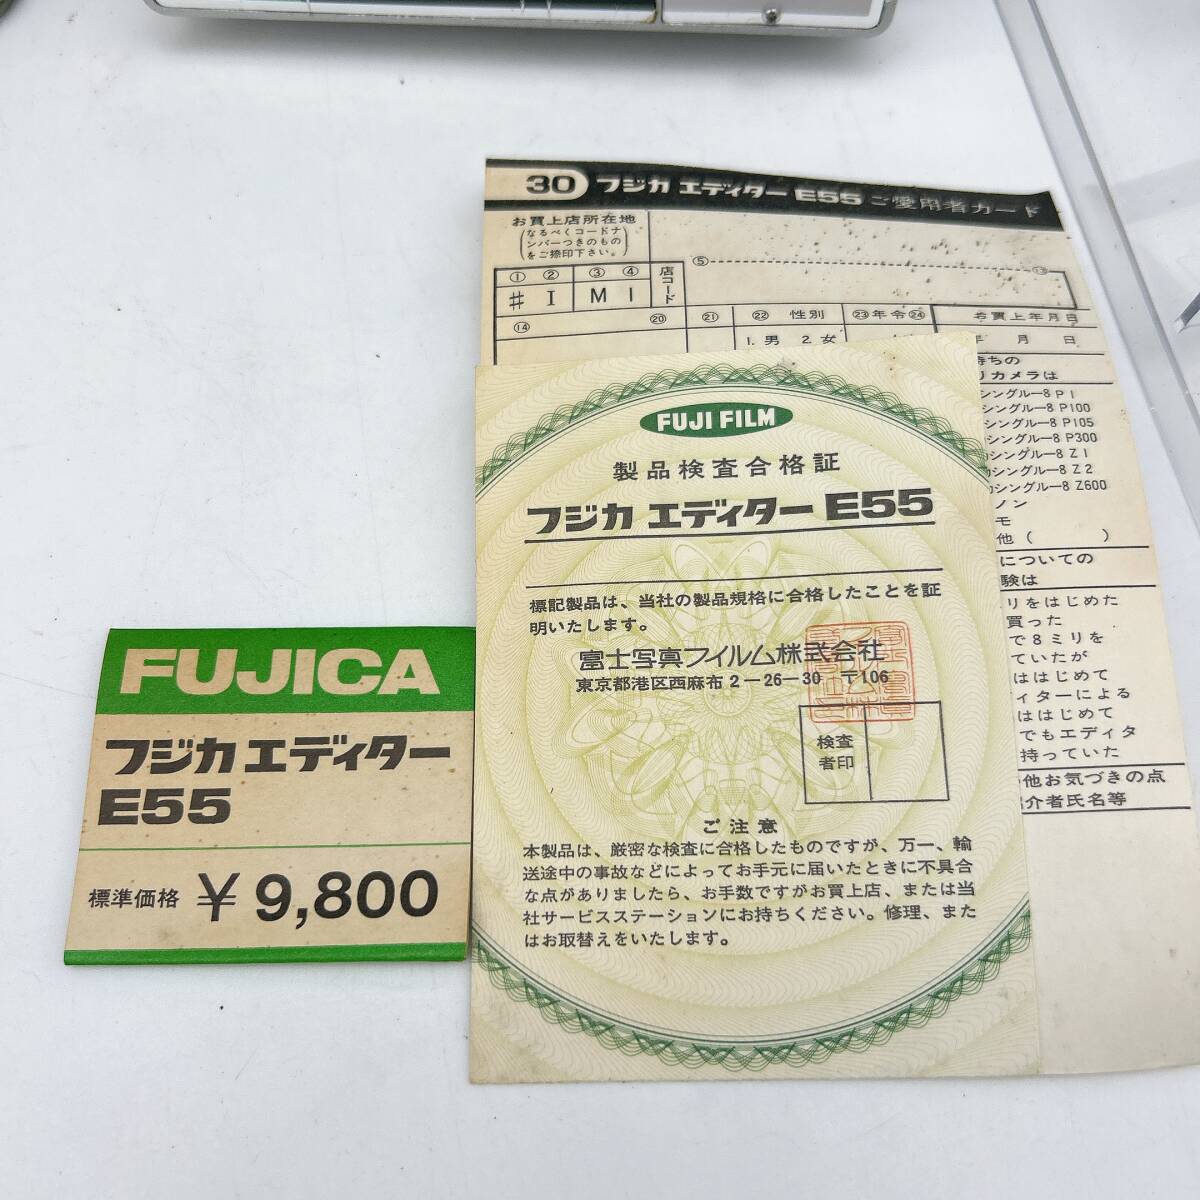 30 フジカ エディター E55 ご愛用者カード
お買上店所在地
(なるべくコードナ
ンバーつきのもの
をご捺印下さい。)
⑤ ⑬
① ② ③ ④ 店コード
# I M I
⑭ ⑳ ㉑ ㉒ 性別 ㉓年令㉔ お買上年月日
1. 男 2. 女 年 月 日
待ちの
リカメラは
シングル-8 P1
シングル-8 P100
シングル-8 P105
シングル-8 P300
シングル-8 Z1
シングル-8 Z2
シングル-8 Z600
ノン
モ
他( )
についての
験は
リをはじめた
買った
で8ミリを
ていたが
ははじめて
ィターによる
ははじめて
でもエディタ
持っていた
他お気づきの点
介者氏名等
FUJI FILM
製品検査合格証
フジカ エディター E55
標記製品は、当社の製品規格に合格したことを証
明いたします。
富士写真フイルム株式会社
東京都港区西麻布2-26-30 〒106
検査
者印
ご注意
本製品は、厳密な検査に合格したものですが、万一、輸
送途中の事故などによってお手元に届いたときに不具合
な点がありましたら、お手数ですがお買上店、または当
社サービスステーションにお持ちください。修理、また
はお取替えをいたします。
FUJICA
フジカ エディター
E55
標準価格 ¥9,800